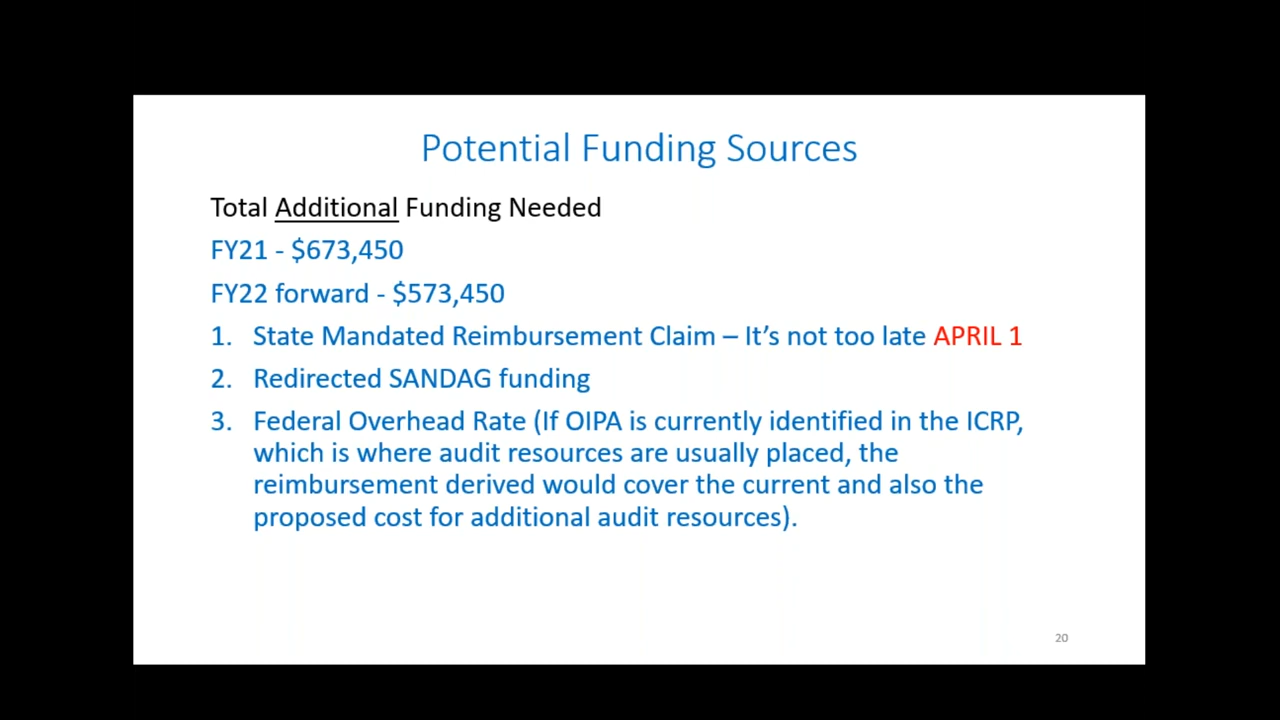 Potential Funding Sources
Total Additional Funding Needed
FY21 - $673,450
FY22 forward - $573,450
1. State Mandated Reimbursement Claim – It’s not too late APRIL 1
2. Redirected SANDAG funding
3. Federal Overhead Rate (If OIPA is currently identified in the ICRP,
which is where audit resources are usually placed, the
reimbursement derived would cover the current and also the
proposed cost for additional audit resources).
20